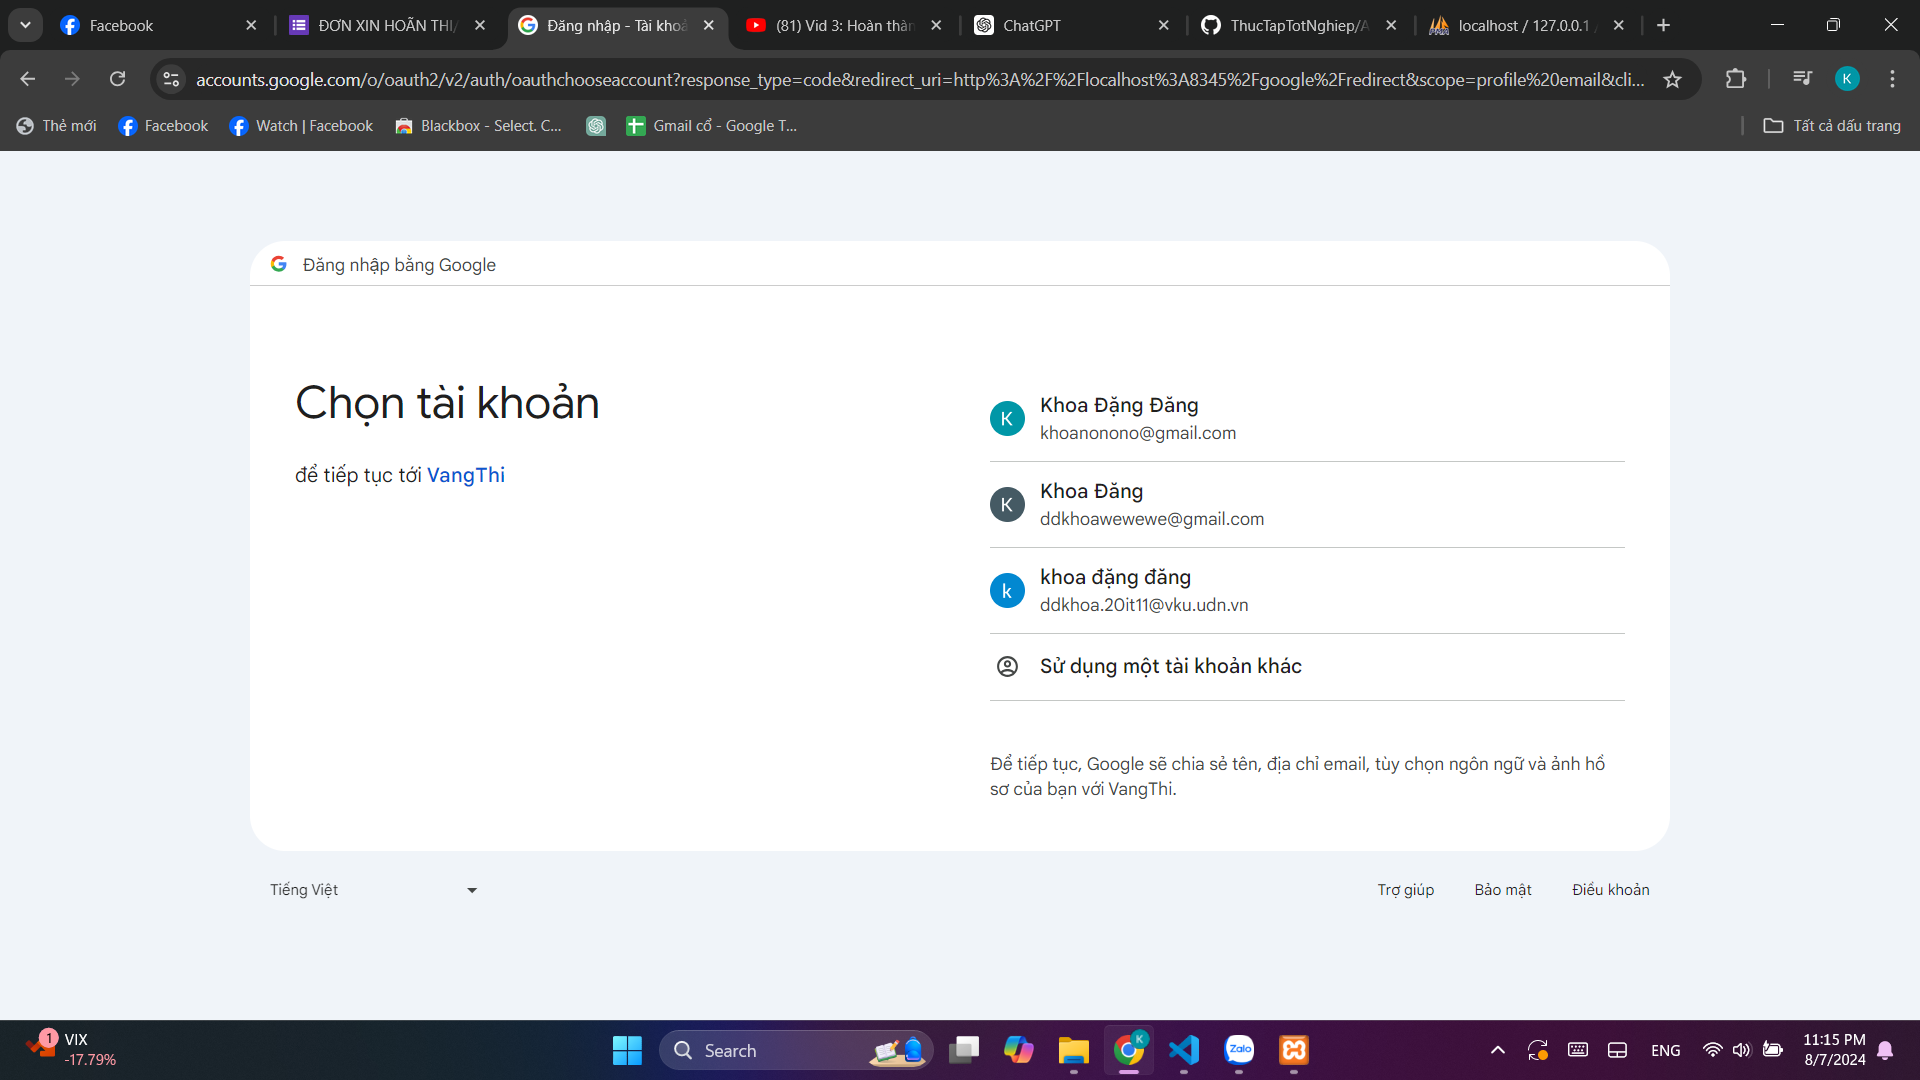 Facebook
ĐƠN XIN HOÃN THI/
Đăng nhập - Tài khoả
(81) Vid 3: Hoàn thàn
ChatGPT
ThucTapTotNghiep/A
localhost / 127.0.0.1 /
accounts.google.com/o/oauth2/v2/auth/oauthchooseaccount?response_type=code&redirect_uri=http%3A%2F%2Flocalhost%3A8345%2Fgoogle%2Fredirect&scope=profile%20email&cli...
K
Thẻ mới
Facebook
Watch | Facebook
Blackbox - Select. C...
Gmail cổ - Google T...
Tất cả dấu trang
Đăng nhập bằng Google
Chọn tài khoản
để tiếp tục tới VangThi
K
Khoa Đặng Đăng
khoanonono@gmail.com
K
Khoa Đăng
ddkhoawewewe@gmail.com
k
khoa đặng đăng
ddkhoa.20it11@vku.udn.vn
Sử dụng một tài khoản khác
Để tiếp tục, Google sẽ chia sẻ tên, địa chỉ email, tùy chọn ngôn ngữ và ảnh hồ
sơ của bạn với VangThi.
Tiếng Việt
Trợ giúp
Bảo mật
Điều khoản
1
VIX
-17.79%
Search
K
Zalo
ENG
11:15 PM
8/7/2024